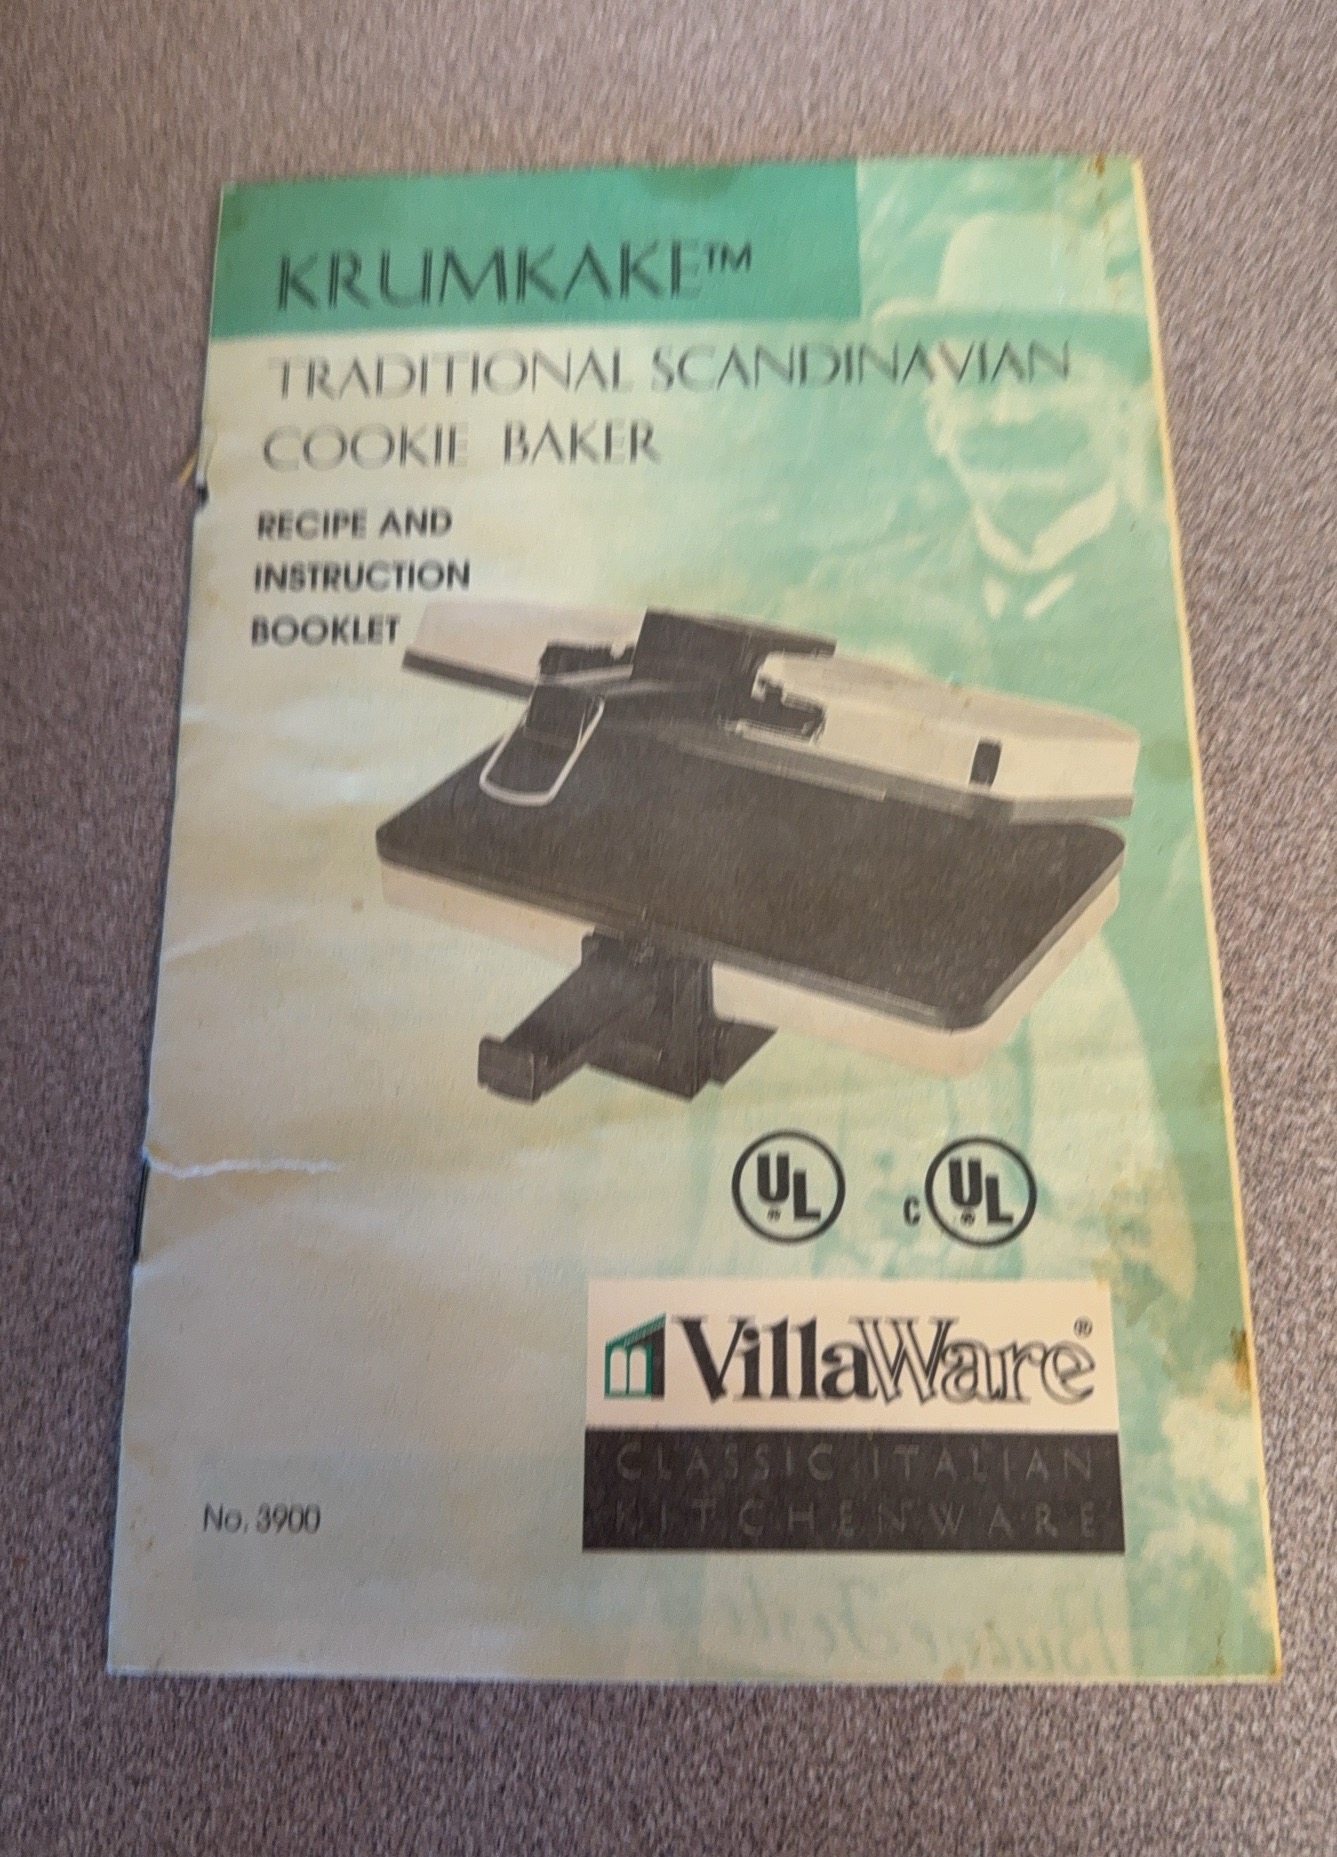 KRUMKAKE™
TRADITIONAL SCANDINAVIAN
COOKIE BAKER
RECIPE AND
INSTRUCTION
BOOKLET
UL ®
C UL ®
VillaWare®
CLASSIC ITALIAN
KITCHENWARE
No. 3900